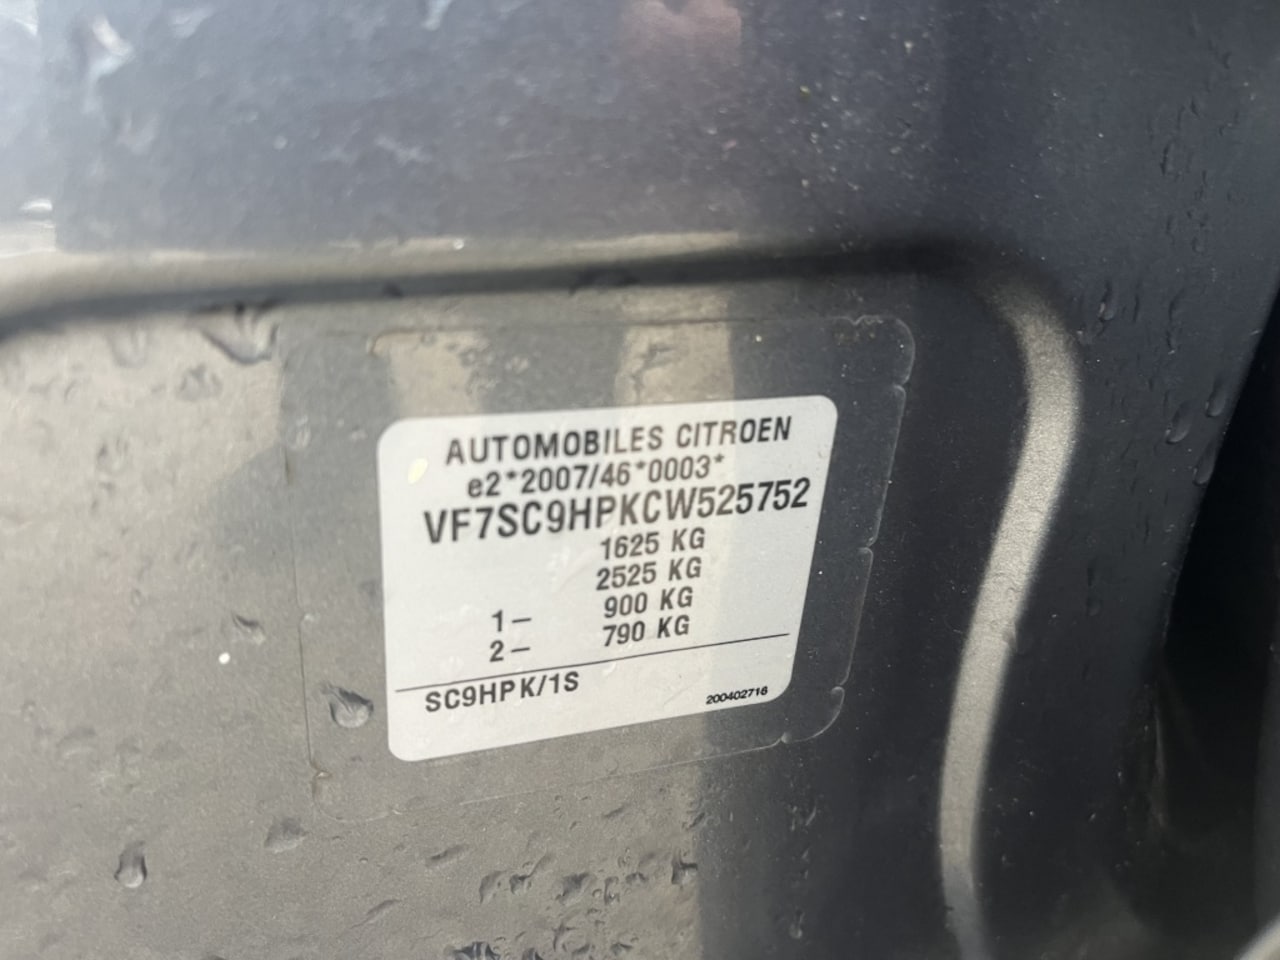 AUTOMOBILES CITROEN
e2*2007/46*0003*
VF7SC9HPKCW525752
1625 KG
2525 KG
1- 900 KG
2- 790 KG
SC9HPK/1S
200402716